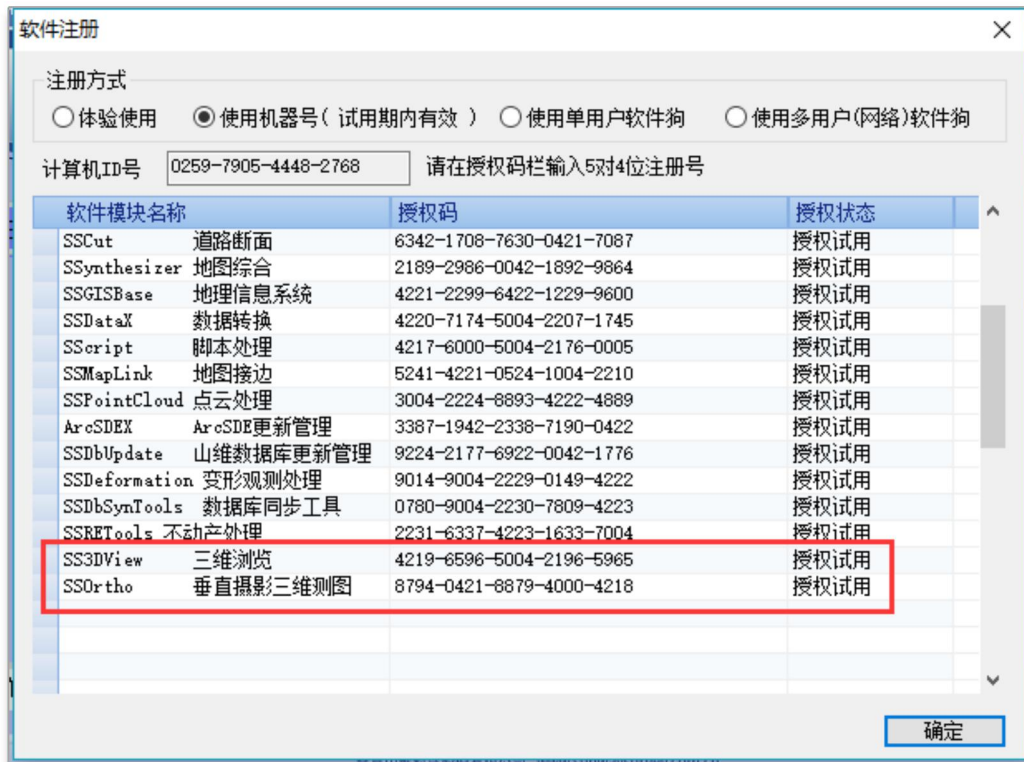 软件注册
注册方式
体验使用 使用机器号( 试用期内有效 ) 使用单用户软件狗 使用多用户(网络)软件狗
计算机ID号 0259-7905-4448-2768 请在授权码栏输入5对4位注册号
软件模块名称 授权码 授权状态
SSCut 道路断面 6342-1708-7630-0421-7087 授权试用
SSynthesizer 地图综合 2189-2986-0042-1892-9864 授权试用
SSGISBase 地理信息系统 4221-2299-6422-1229-9600 授权试用
SSDataX 数据转换 4220-7174-5004-2207-1745 授权试用
SScript 脚本处理 4217-6000-5004-2176-0005 授权试用
SSMapLink 地图接边 5241-4221-0524-1004-2210 授权试用
SSPointCloud 点云处理 3004-2224-8893-4222-4889 授权试用
ArcSDEX ArcSDE更新管理 3387-1942-2338-7190-0422 授权试用
SSDbUpdate 山维数据库更新管理 9224-2177-6922-0042-1776 授权试用
SSDeformation 变形观测处理 9014-9004-2229-0149-4222 授权试用
SSDbSynTools 数据库同步工具 0780-9004-2230-7809-4223 授权试用
SSRETools 不动产处理 2231-6337-4223-1633-7004 授权试用
SS3DView 三维浏览 4219-6596-5004-2196-5965 授权试用
SSOrtho 垂直摄影三维测图 8794-0421-8879-4000-4218 授权试用
确定